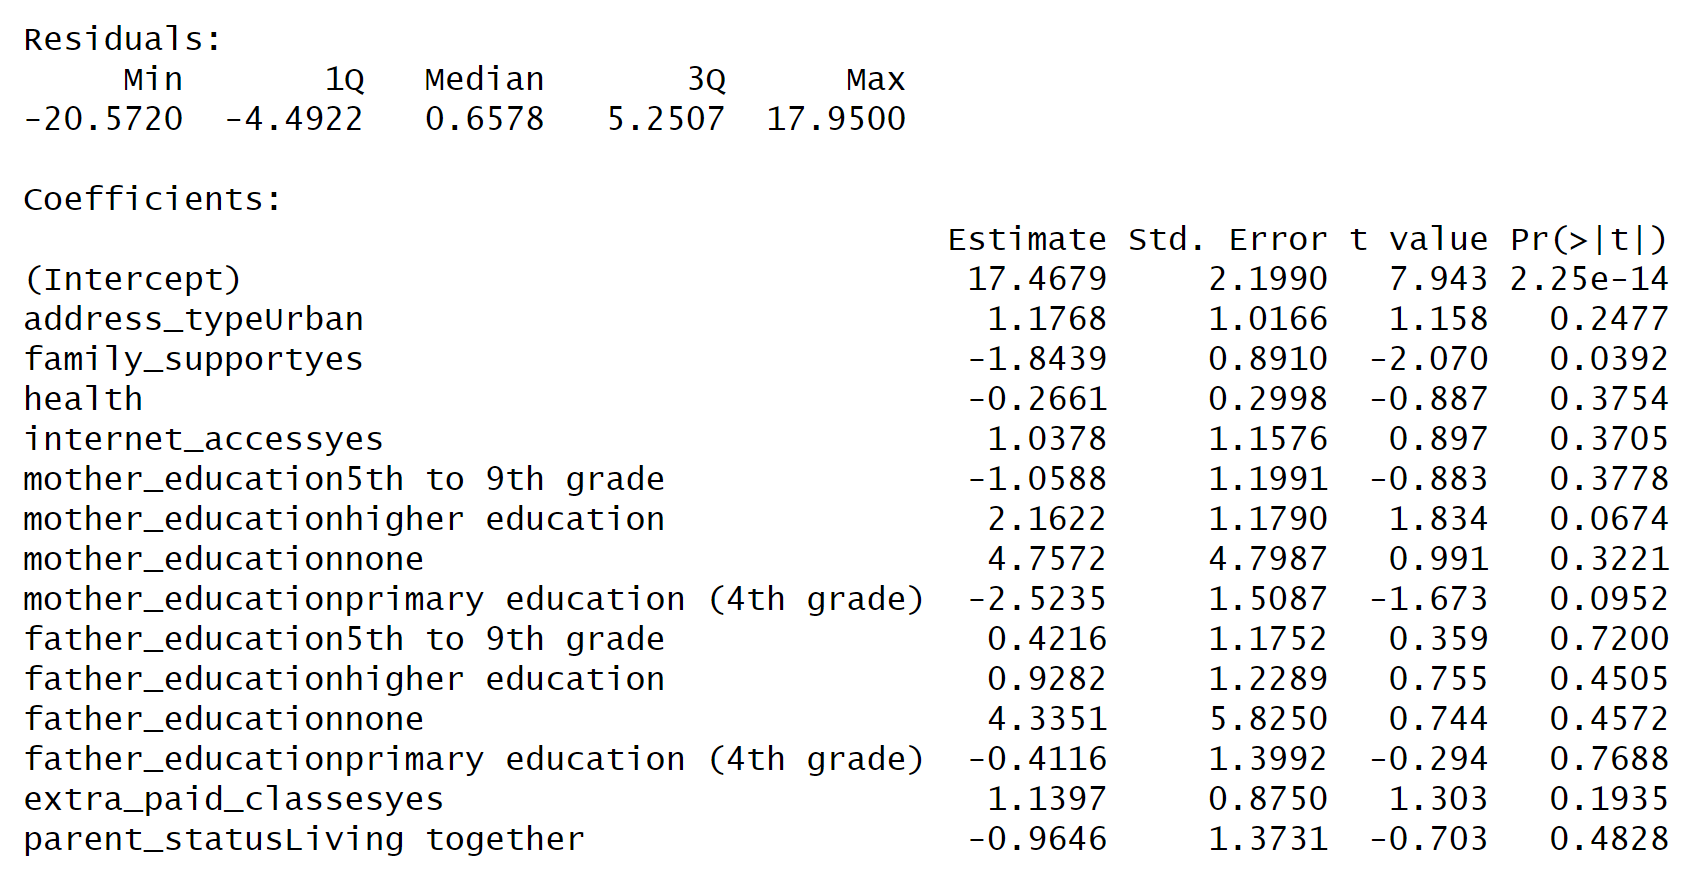 Residuals:
     Min       1Q   Median       3Q      Max
-20.5720  -4.4922   0.6578   5.2507  17.9500

Coefficients:
                                              Estimate Std. Error t value Pr(>|t|)
(Intercept)                                    17.4679     2.1990   7.943 2.25e-14
address_typeUrban                               1.1768     1.0166   1.158   0.2477
family_supportyes                              -1.8439     0.8910  -2.070   0.0392
health                                         -0.2661     0.2998  -0.887   0.3754
internet_accessyes                              1.0378     1.1576   0.897   0.3705
mother_education5th to 9th grade               -1.0588     1.1991  -0.883   0.3778
mother_educationhigher education                2.1622     1.1790   1.834   0.0674
mother_educationnone                            4.7572     4.7987   0.991   0.3221
mother_educationprimary education (4th grade)  -2.5235     1.5087  -1.673   0.0952
father_education5th to 9th grade                0.4216     1.1752   0.359   0.7200
father_educationhigher education                0.9282     1.2289   0.755   0.4505
father_educationnone                            4.3351     5.8250   0.744   0.4572
father_educationprimary education (4th grade)  -0.4116     1.3992  -0.294   0.7688
extra_paid_classesyes                           1.1397     0.8750   1.303   0.1935
parent_statusLiving together                   -0.9646     1.3731  -0.703   0.4828